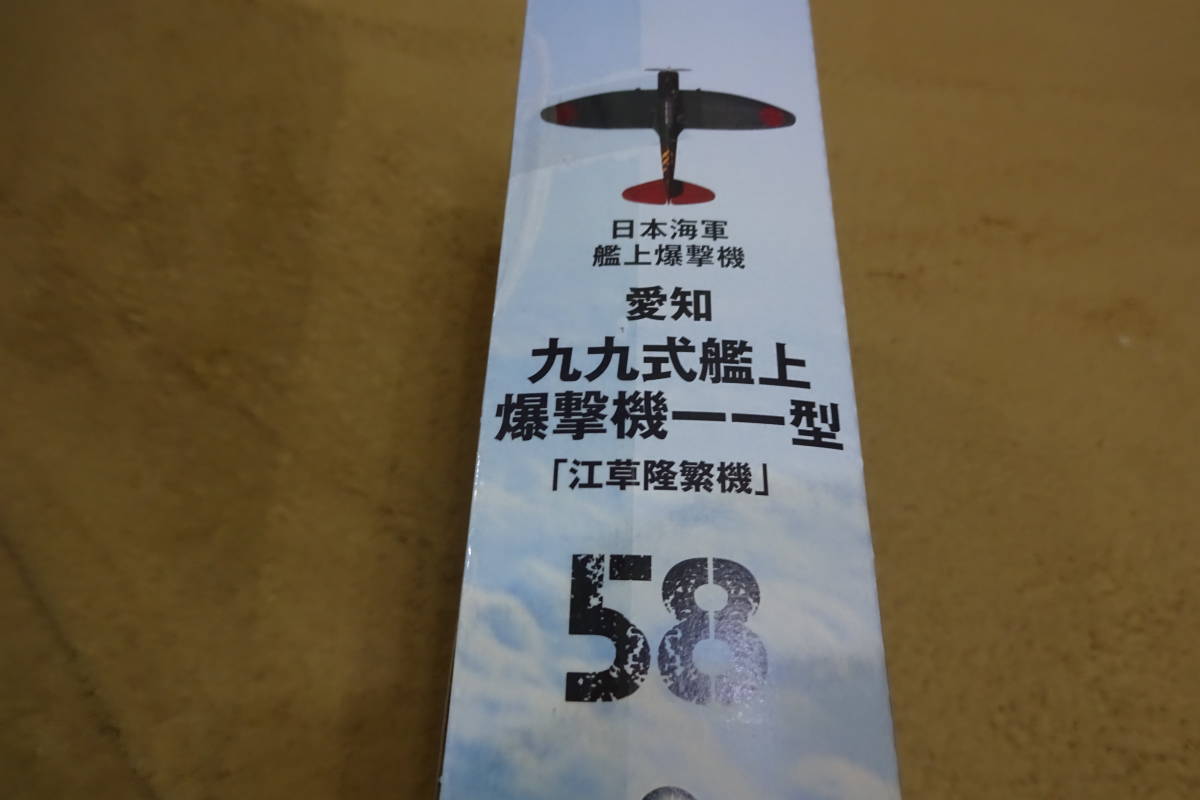 日本海軍
艦上爆撃機
愛知
九九式艦上
爆撃機一一型
「江草隆繁機」
58